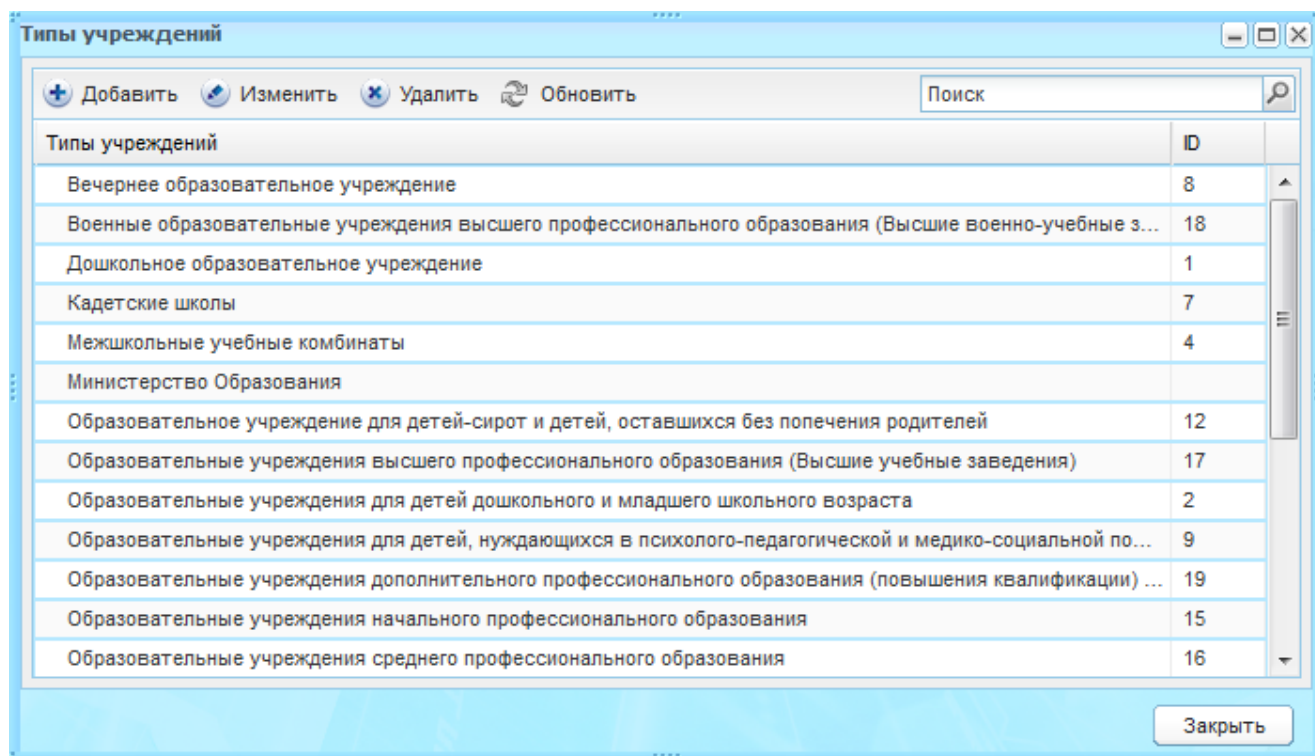 Типы учреждений
Добавить Изменить Удалить Обновить Поиск
Типы учреждений ID
Вечернее образовательное учреждение 8
Военные образовательные учреждения высшего профессионального образования (Высшие военно-учебные з... 18
Дошкольное образовательное учреждение 1
Кадетские школы 7
Межшкольные учебные комбинаты 4
Министерство Образования
Образовательное учреждение для детей-сирот и детей, оставшихся без попечения родителей 12
Образовательные учреждения высшего профессионального образования (Высшие учебные заведения) 17
Образовательные учреждения для детей дошкольного и младшего школьного возраста 2
Образовательные учреждения для детей, нуждающихся в психолого-педагогической и медико-социальной по... 9
Образовательные учреждения дополнительного профессионального образования (повышения квалификации) ... 19
Образовательные учреждения начального профессионального образования 15
Образовательные учреждения среднего профессионального образования 16
Закрыть